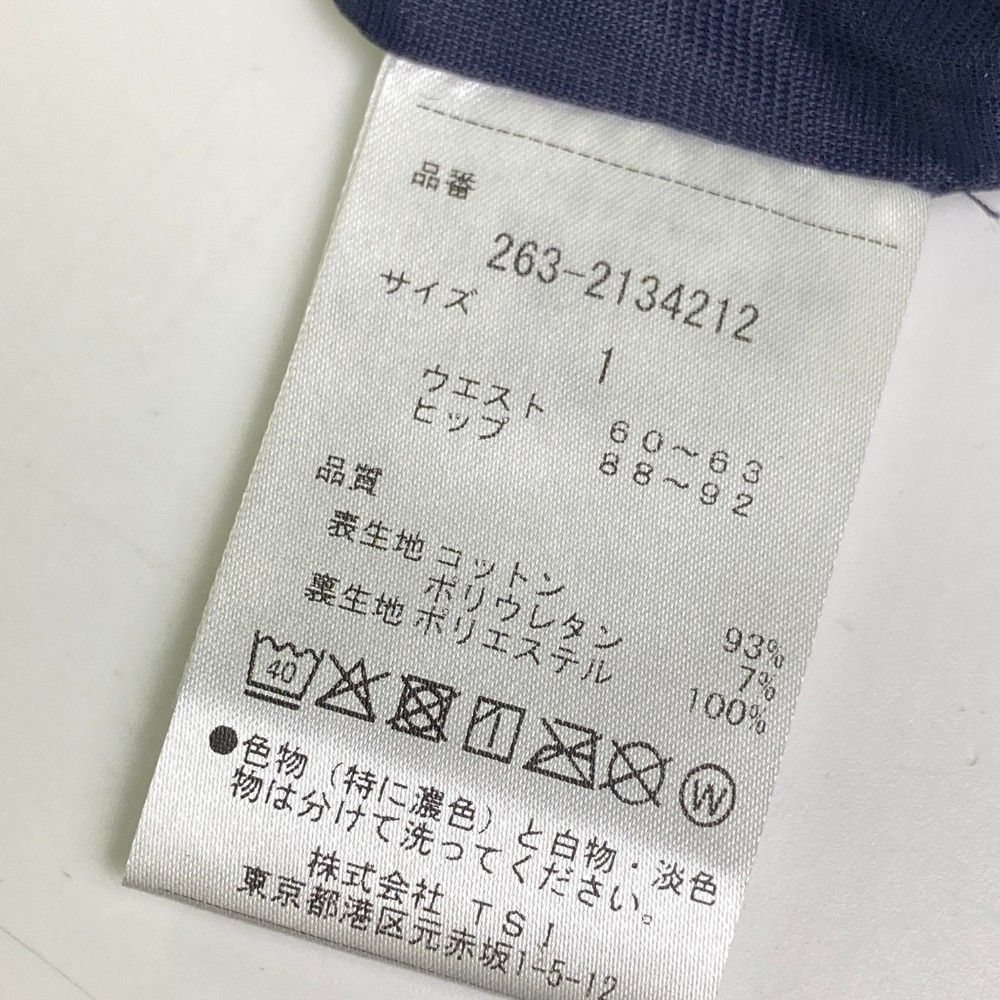 品番
263-2134212
サイズ
1
ウエスト 60～63
ヒップ 88～92
品質
表生地 コットン 93%
ポリウレタン 7%
裏生地 ポリエステル 100%
40
W
●色物（特に濃色）と白物・淡色
物は分けて洗ってください。
株式会社 TSI
東京都港区元赤坂1-5-12